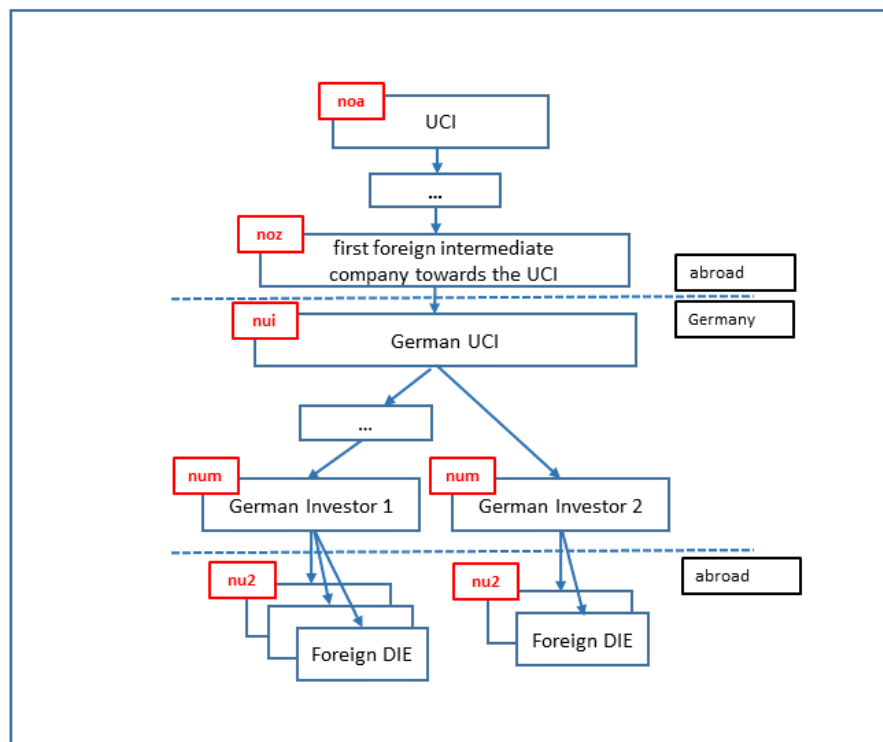 noa
UCI
...
noz
first foreign intermediate
company towards the UCI
abroad
Germany
nui
German UCI
...
num
German Investor 1
num
German Investor 2
abroad
nu2
Foreign DIE
nu2
Foreign DIE